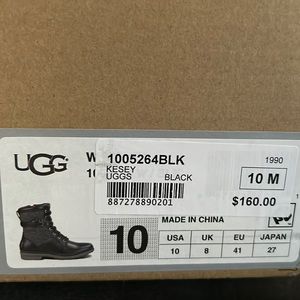 UGG
W
10
1005264BLK
KESEY
UGGS BLACK
887278890201
1990
10 M
$160.00
10
MADE IN CHINA
USA UK EU JAPAN
10 8 41 27